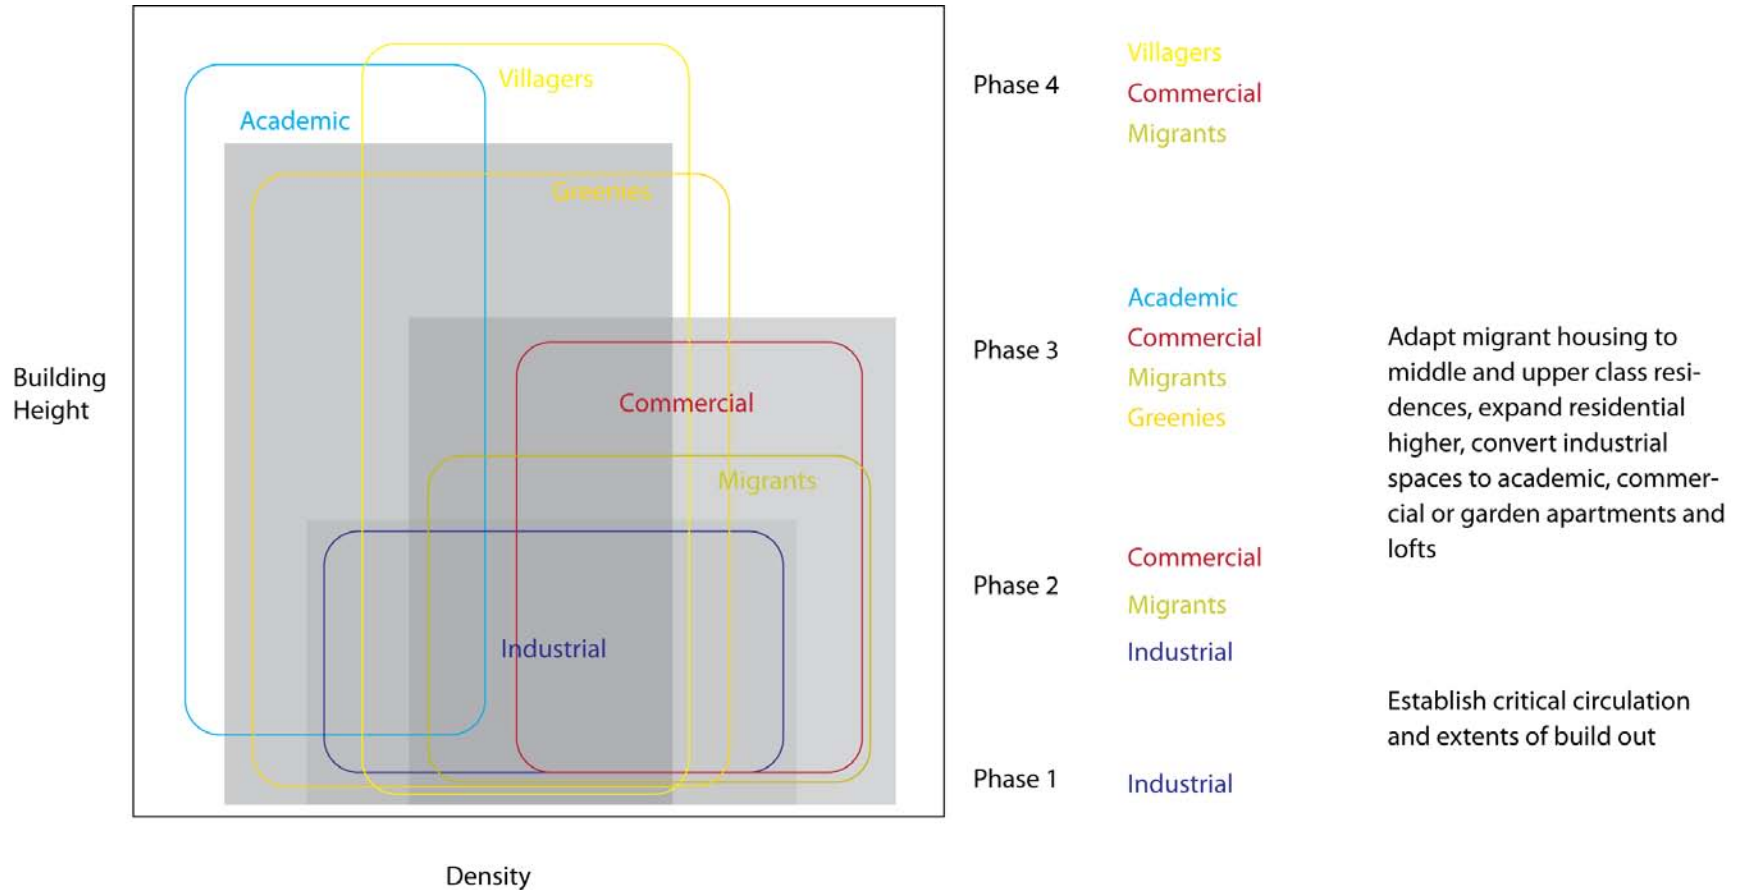 Villagers
Academic
Greenies
Commercial
Migrants
Industrial
Building
Height
Density
Phase 4
Villagers
Commercial
Migrants
Phase 3
Academic
Commercial
Migrants
Greenies
Adapt migrant housing to
middle and upper class resi-
dences, expand residential
higher, convert industrial
spaces to academic, commer-
cial or garden apartments and
lofts
Phase 2
Commercial
Migrants
Industrial
Establish critical circulation
and extents of build out
Phase 1
Industrial